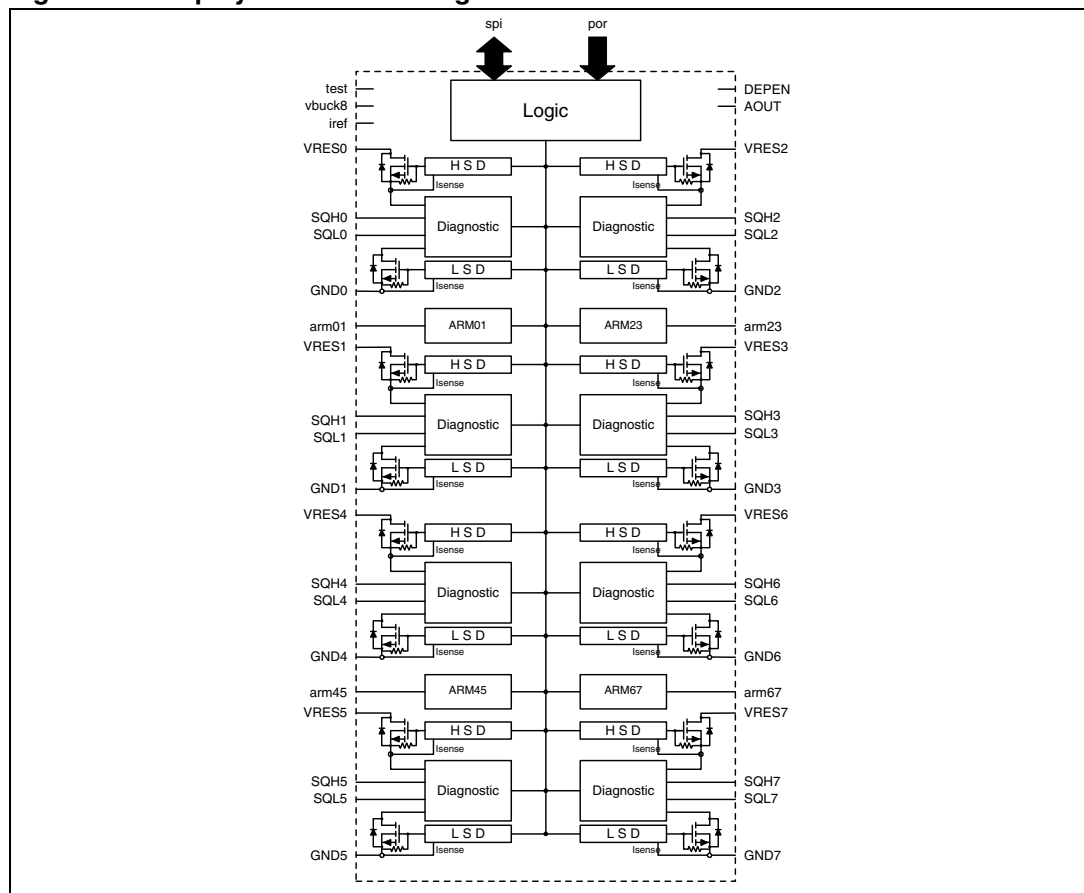 spi por
Logic
test DEPEN
vbuck8 AOUT
iref
VRES0 HSD HSD VRES2
Isense Isense
SQH0 Diagnostic Diagnostic SQH2
SQL0 SQL2
LSD LSD
GND0 Isense Isense GND2
arm01 ARM01 ARM23 arm23
VRES1 VRES3
HSD HSD
Isense Isense
SQH1 Diagnostic Diagnostic SQH3
SQL1 SQL3
LSD LSD
GND1 Isense Isense GND3
VRES4 VRES6
HSD HSD
Isense Isense
SQH4 Diagnostic Diagnostic SQH6
SQL4 SQL6
LSD LSD
GND4 Isense Isense GND6
arm45 ARM45 ARM67 arm67
VRES5 VRES7
HSD HSD
Isense Isense
SQH5 Diagnostic Diagnostic SQH7
SQL5 SQL7
LSD LSD
GND5 Isense Isense GND7